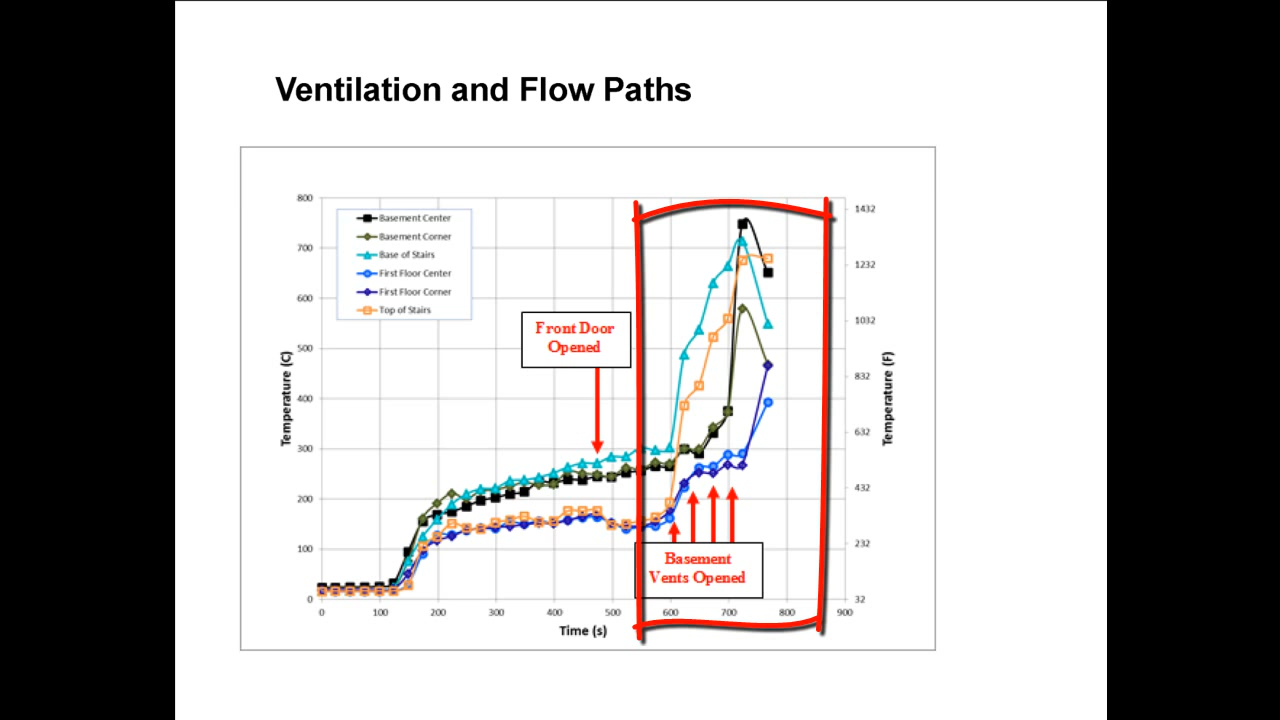 Ventilation and Flow Paths
800
700
600
500
400
300
200
100
0
Temperature (C)
Basement Center
Basement Corner
Base of Stairs
First Floor Center
First Floor Corner
Top of Stairs
Front Door
Opened
Basement
Vents Opened
1432
1232
1032
832
632
432
232
32
Temperature (F)
0 100 200 300 400 500 600 700 800 900
Time (s)